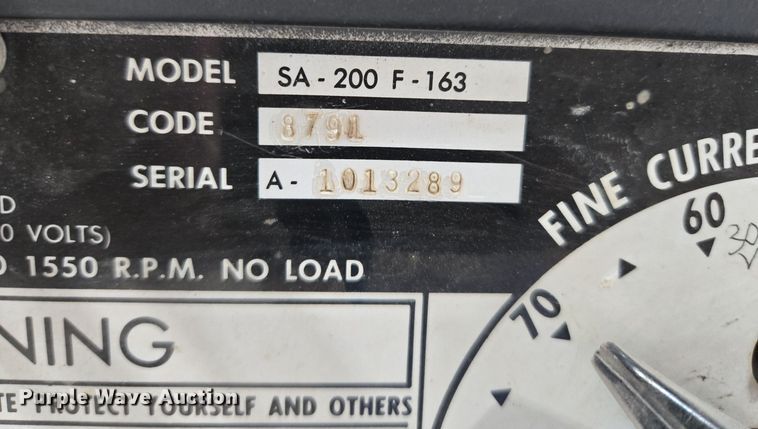 MODEL SA - 200 F - 163
CODE 8791
SERIAL A- 1013289
D
0 VOLTS)
1550 R.P.M. NO LOAD
FINE CURRE
60
70
30
NING
TE PROTECT YOURSELF AND OTHERS
Purple Wave Auction